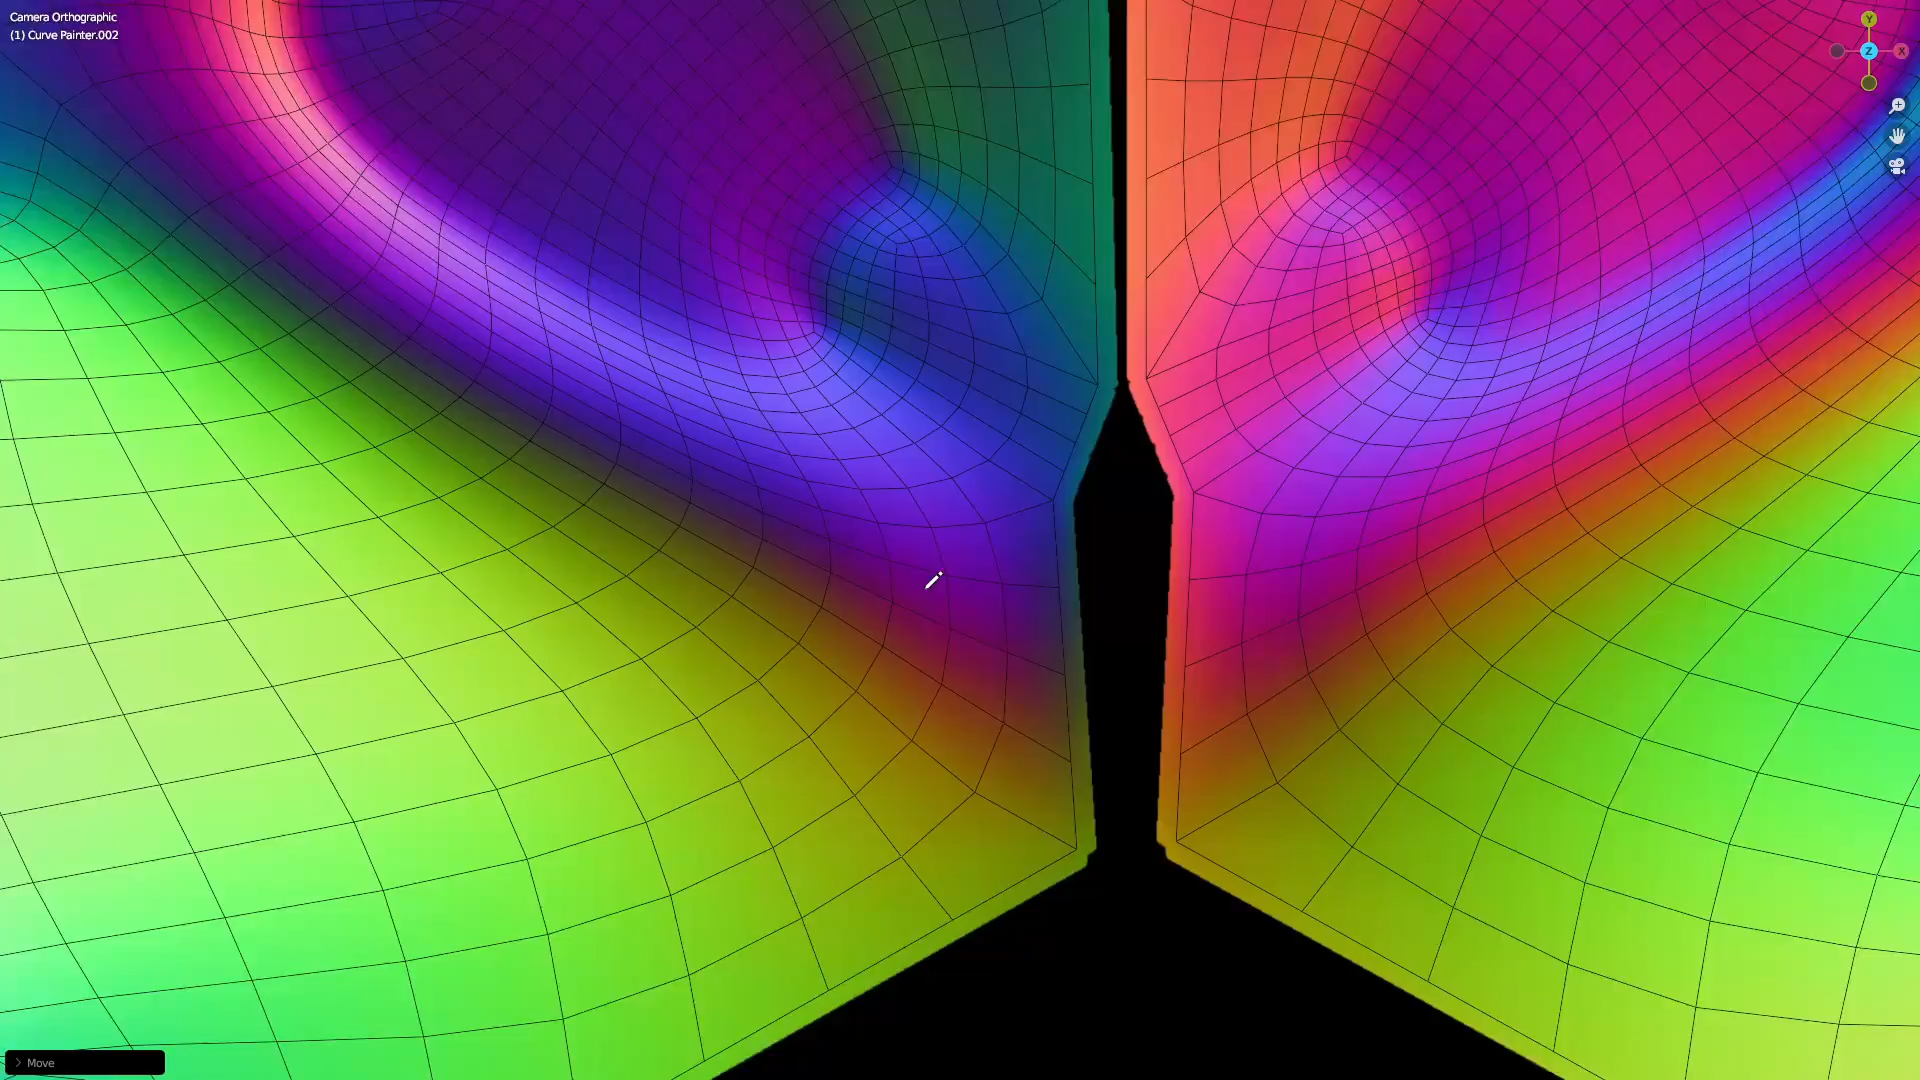 Camera Orthographic
(1) Curve Painter.002
Y
Z
X
Move